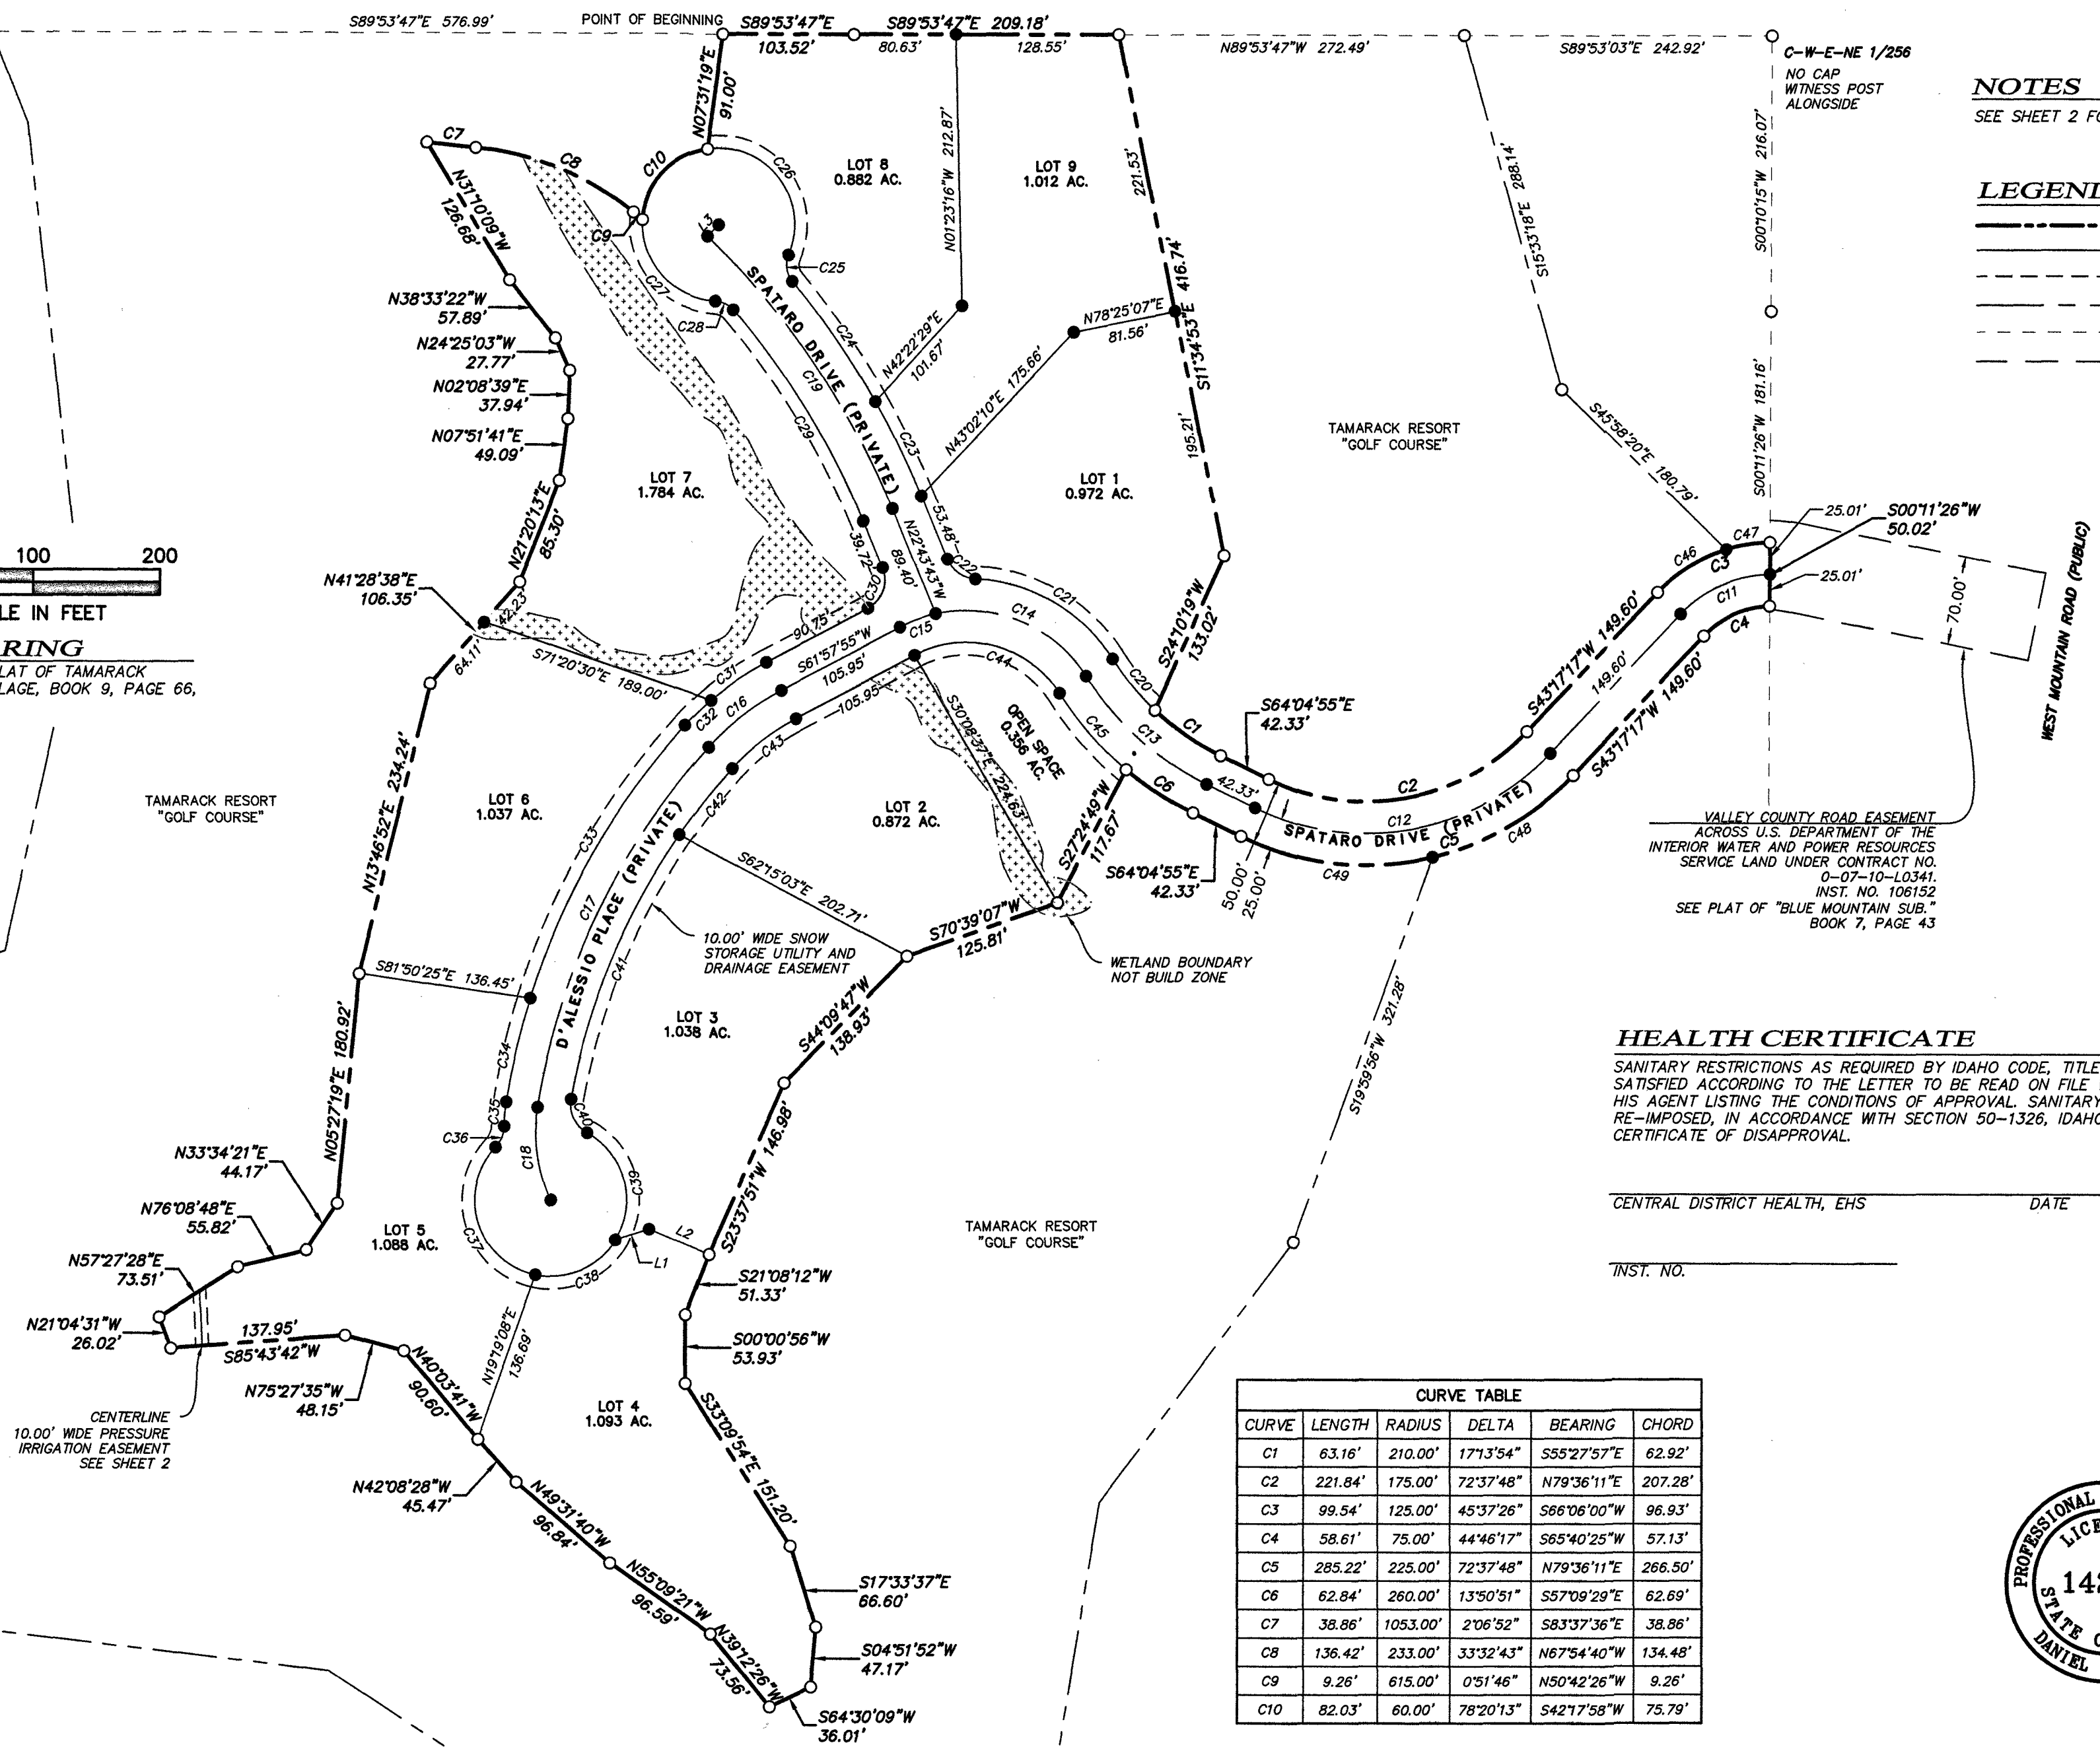 S89°53'47"E 576.99'
POINT OF BEGINNING
S89°53'47"E
103.52'
S89°53'47"E 209.18'
80.63'
128.55'
N89°53'47"W 272.49'
S89°53'03"E 242.92'
C-W-E-NE 1/256
NO CAP
WITNESS POST
ALONGSIDE
NOTES
SEE SHEET 2 FO
LEGEND
N07°31'19"E
91.00'
C7
C8
C9
C10
C26
L3
C25
C27
C28
LOT 8
0.882 AC.
LOT 9
1.012 AC.
N01°23'16"W 212.87'
221.53'
S11°34'53"E 416.74'
195.21'
S15°33'18"E 288.14'
S00°10'15"W 216.07'
S00°11'26"W 181.16'
N31°10'09"W
126.68'
N38°33'22"W
57.89'
N24°25'03"W
27.77'
N02°08'39"E
37.94'
N07°51'41"E
49.09'
N21°20'13"E
85.30'
N41°28'38"E
106.35'
42.23'
64.11'
SPATARO DRIVE (PRIVATE)
C19
C24
C23
C29
N42°22'29"E
101.67'
N43°02'10"E 175.66'
N78°25'07"E
81.56'
TAMARACK RESORT
"GOLF COURSE"
S45°58'20"E 180.79'
LOT 7
1.784 AC.
LOT 1
0.972 AC.
53.48'
N22°43'43"W
89.40'
39.72'
C30
C22
C21
C14
C15
90.75'
S61°57'55"W
105.95'
105.95'
C31
C32
C16
C43
C44
C45
C20
C13
S71°20'30"E 189.00'
S24°10'19"W
133.02'
C1
S64°04'55"E
42.33'
42.33'
C6
S64°04'55"E
42.33'
C2
C12
SPATARO DRIVE (PRIVATE)
C5
C48
C49
50.00'
25.00'
S43°17'17"W 149.60'
149.60'
S43°17'17"W 149.60'
C46
C47
C3
C11
C4
25.01'
25.01'
S00°11'26"W
50.02'
70.00'
WEST MOUNTAIN ROAD (PUBLIC)
100 200
LE IN FEET
RING
LAT OF TAMARACK
LAGE, BOOK 9, PAGE 66,
OPEN SPACE
0.356 AC.
S30°08'37"E 224.63'
S27°24'49"W
117.67'
N13°46'52"E 234.24'
TAMARACK RESORT
"GOLF COURSE"
LOT 6
1.037 AC.
LOT 2
0.872 AC.
C33
C42
C17
C41
D'ALESSIO PLACE (PRIVATE)
S62°15'03"E 202.71'
10.00' WIDE SNOW
STORAGE UTILITY AND
DRAINAGE EASEMENT
S70°39'07"W
125.81'
WETLAND BOUNDARY
NOT BUILD ZONE
VALLEY COUNTY ROAD EASEMENT
ACROSS U.S. DEPARTMENT OF THE
INTERIOR WATER AND POWER RESOURCES
SERVICE LAND UNDER CONTRACT NO.
0-07-10-L0341.
INST. NO. 106152
SEE PLAT OF "BLUE MOUNTAIN SUB."
BOOK 7, PAGE 43
S81°50'25"E 136.45'
LOT 3
1.038 AC.
S44°09'47"W
138.93'
S19°59'56"W 321.28'
HEALTH CERTIFICATE
SANITARY RESTRICTIONS AS REQUIRED BY IDAHO CODE, TITLE
SATISFIED ACCORDING TO THE LETTER TO BE READ ON FILE
HIS AGENT LISTING THE CONDITIONS OF APPROVAL. SANITARY
RE-IMPOSED, IN ACCORDANCE WITH SECTION 50-1326, IDAHO
CERTIFICATE OF DISAPPROVAL.
CENTRAL DISTRICT HEALTH, EHS DATE
INST. NO.
N05°27'19"E 180.92'
C34
C35
C36
C40
C18
C39
C37
C38
L1
L2
S23°37'51"W 146.98'
TAMARACK RESORT
"GOLF COURSE"
N33°34'21"E
44.17'
N76°08'48"E
55.82'
N57°27'28"E
73.51'
N21°04'31"W
26.02'
137.95'
S85°43'42"W
N75°27'35"W
48.15'
LOT 5
1.088 AC.
N19°19'08"E
136.69'
S21°08'12"W
51.33'
S00°00'56"W
53.93'
N40°03'41"W
90.60'
LOT 4
1.093 AC.
S33°09'54"E 151.20'
CENTERLINE
10.00' WIDE PRESSURE
IRRIGATION EASEMENT
SEE SHEET 2
N42°08'28"W
45.47'
N49°31'40"W
96.84'
N55°09'21"W
96.59'
N39°12'26"W
73.56'
S17°33'37"E
66.60'
S04°51'52"W
47.17'
S64°30'09"W
36.01'
CURVE TABLE
CURVE LENGTH RADIUS DELTA BEARING CHORD
C1 63.16' 210.00' 17°13'54" S55°27'57"E 62.92'
C2 221.84' 175.00' 72°37'48" N79°36'11"E 207.28'
C3 99.54' 125.00' 45°37'26" S66°06'00"W 96.93'
C4 58.61' 75.00' 44°46'17" S65°40'25"W 57.13'
C5 285.22' 225.00' 72°37'48" N79°36'11"E 266.50'
C6 62.84' 260.00' 13°50'51" S57°09'29"E 62.69'
C7 38.86' 1053.00' 2°06'52" S83°37'36"E 38.86'
C8 136.42' 233.00' 33°32'43" N67°54'40"W 134.48'
C9 9.26' 615.00' 0°51'46" N50°42'26"W 9.26'
C10 82.03' 60.00' 78°20'13" S42°17'58"W 75.79'
PROFESSIONAL
LICE
142
STATE O
DANIEL